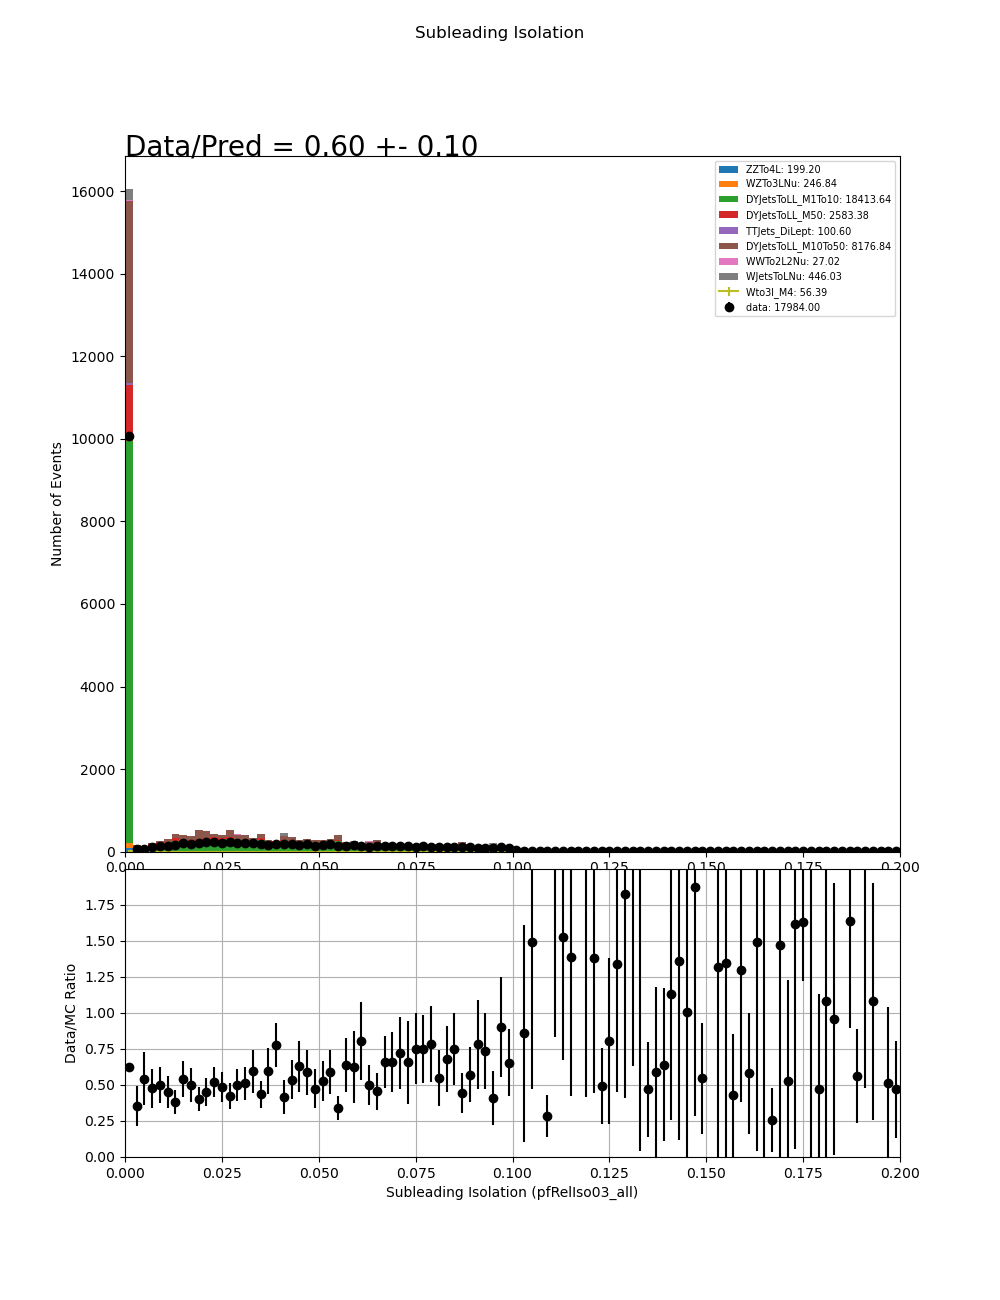 Subleading Isolation
Data/Pred = 0.60 +- 0.10
ZZTo4L: 199.20
WZTo3LNu: 246.84
DYJetsToLL_M1To10: 18413.64
DYJetsToLL_M50: 2583.38
TTJets_DiLept: 100.60
DYJetsToLL_M10To50: 8176.84
WWTo2L2Nu: 27.02
WJetsToLNu: 446.03
Wto3l_M4: 56.39
data: 17984.00
Number of Events
16000
14000
12000
10000
8000
6000
4000
2000
0
0.000 0.025 0.050 0.075 0.100 0.125 0.150 0.175 0.200
Data/MC Ratio
1.75
1.50
1.25
1.00
0.75
0.50
0.25
0.00
0.000 0.025 0.050 0.075 0.100 0.125 0.150 0.175 0.200
Subleading Isolation (pfRelIso03_all)